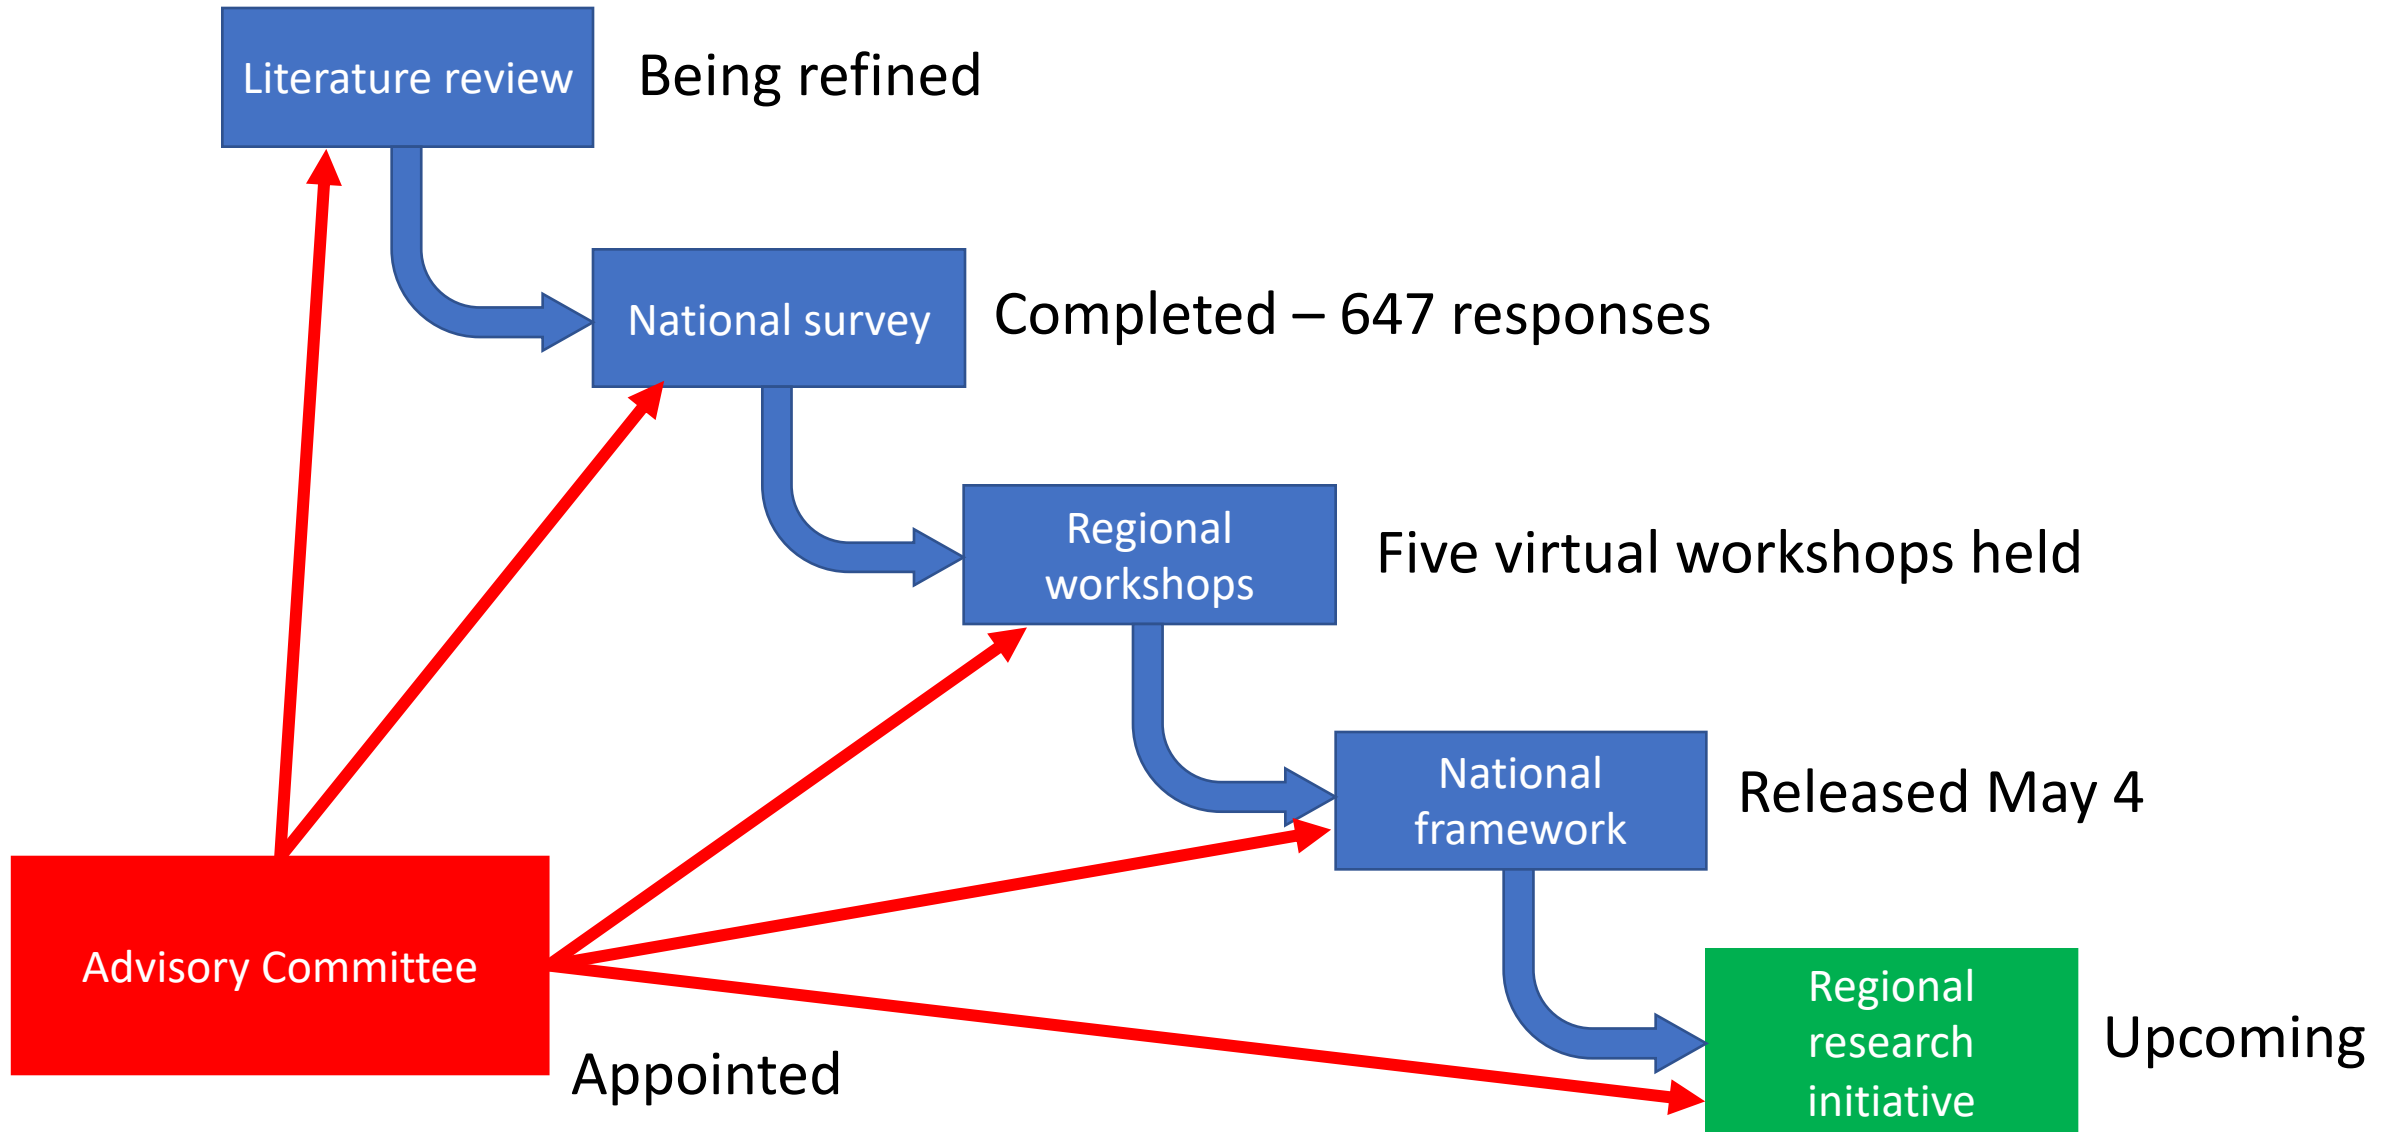 Literature review
Being refined
National survey
Completed – 647 responses
Regional
workshops
Five virtual workshops held
National
framework
Released May 4
Advisory Committee
Appointed
Regional
research
initiative
Upcoming